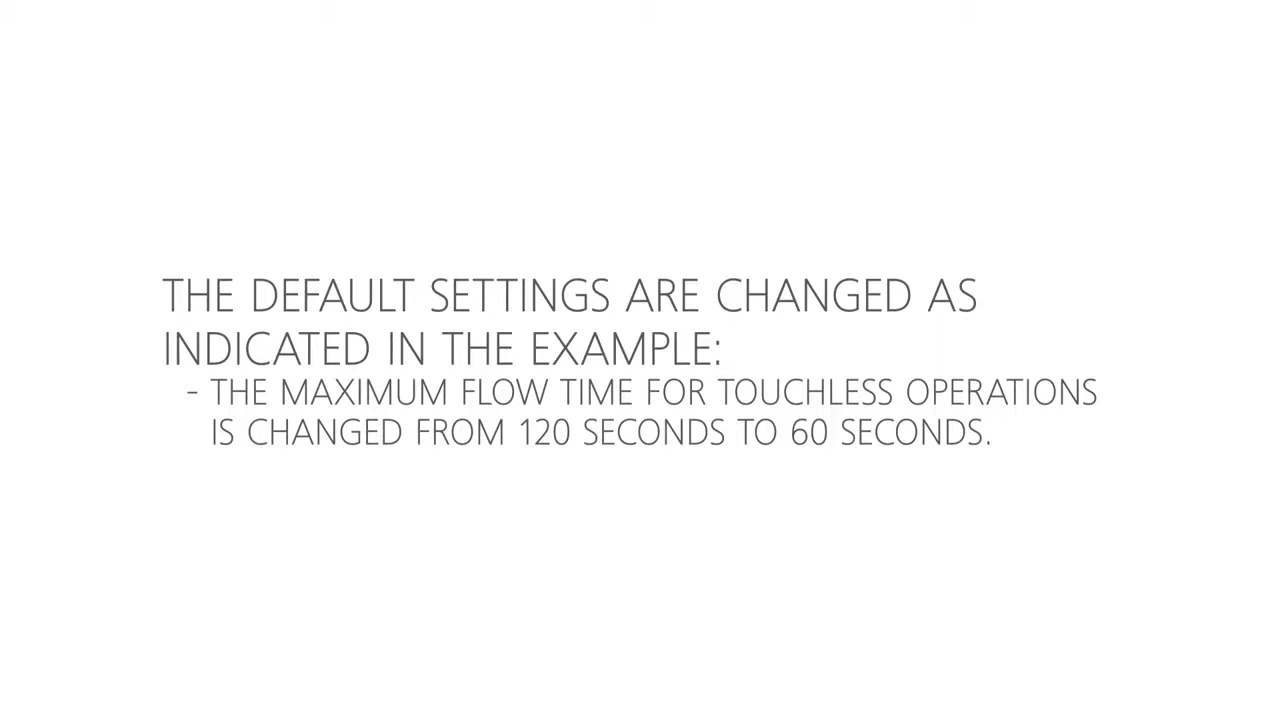 THE DEFAULT SETTINGS ARE CHANGED AS
INDICATED IN THE EXAMPLE:
- THE MAXIMUM FLOW TIME FOR TOUCHLESS OPERATIONS
IS CHANGED FROM 120 SECONDS TO 60 SECONDS.